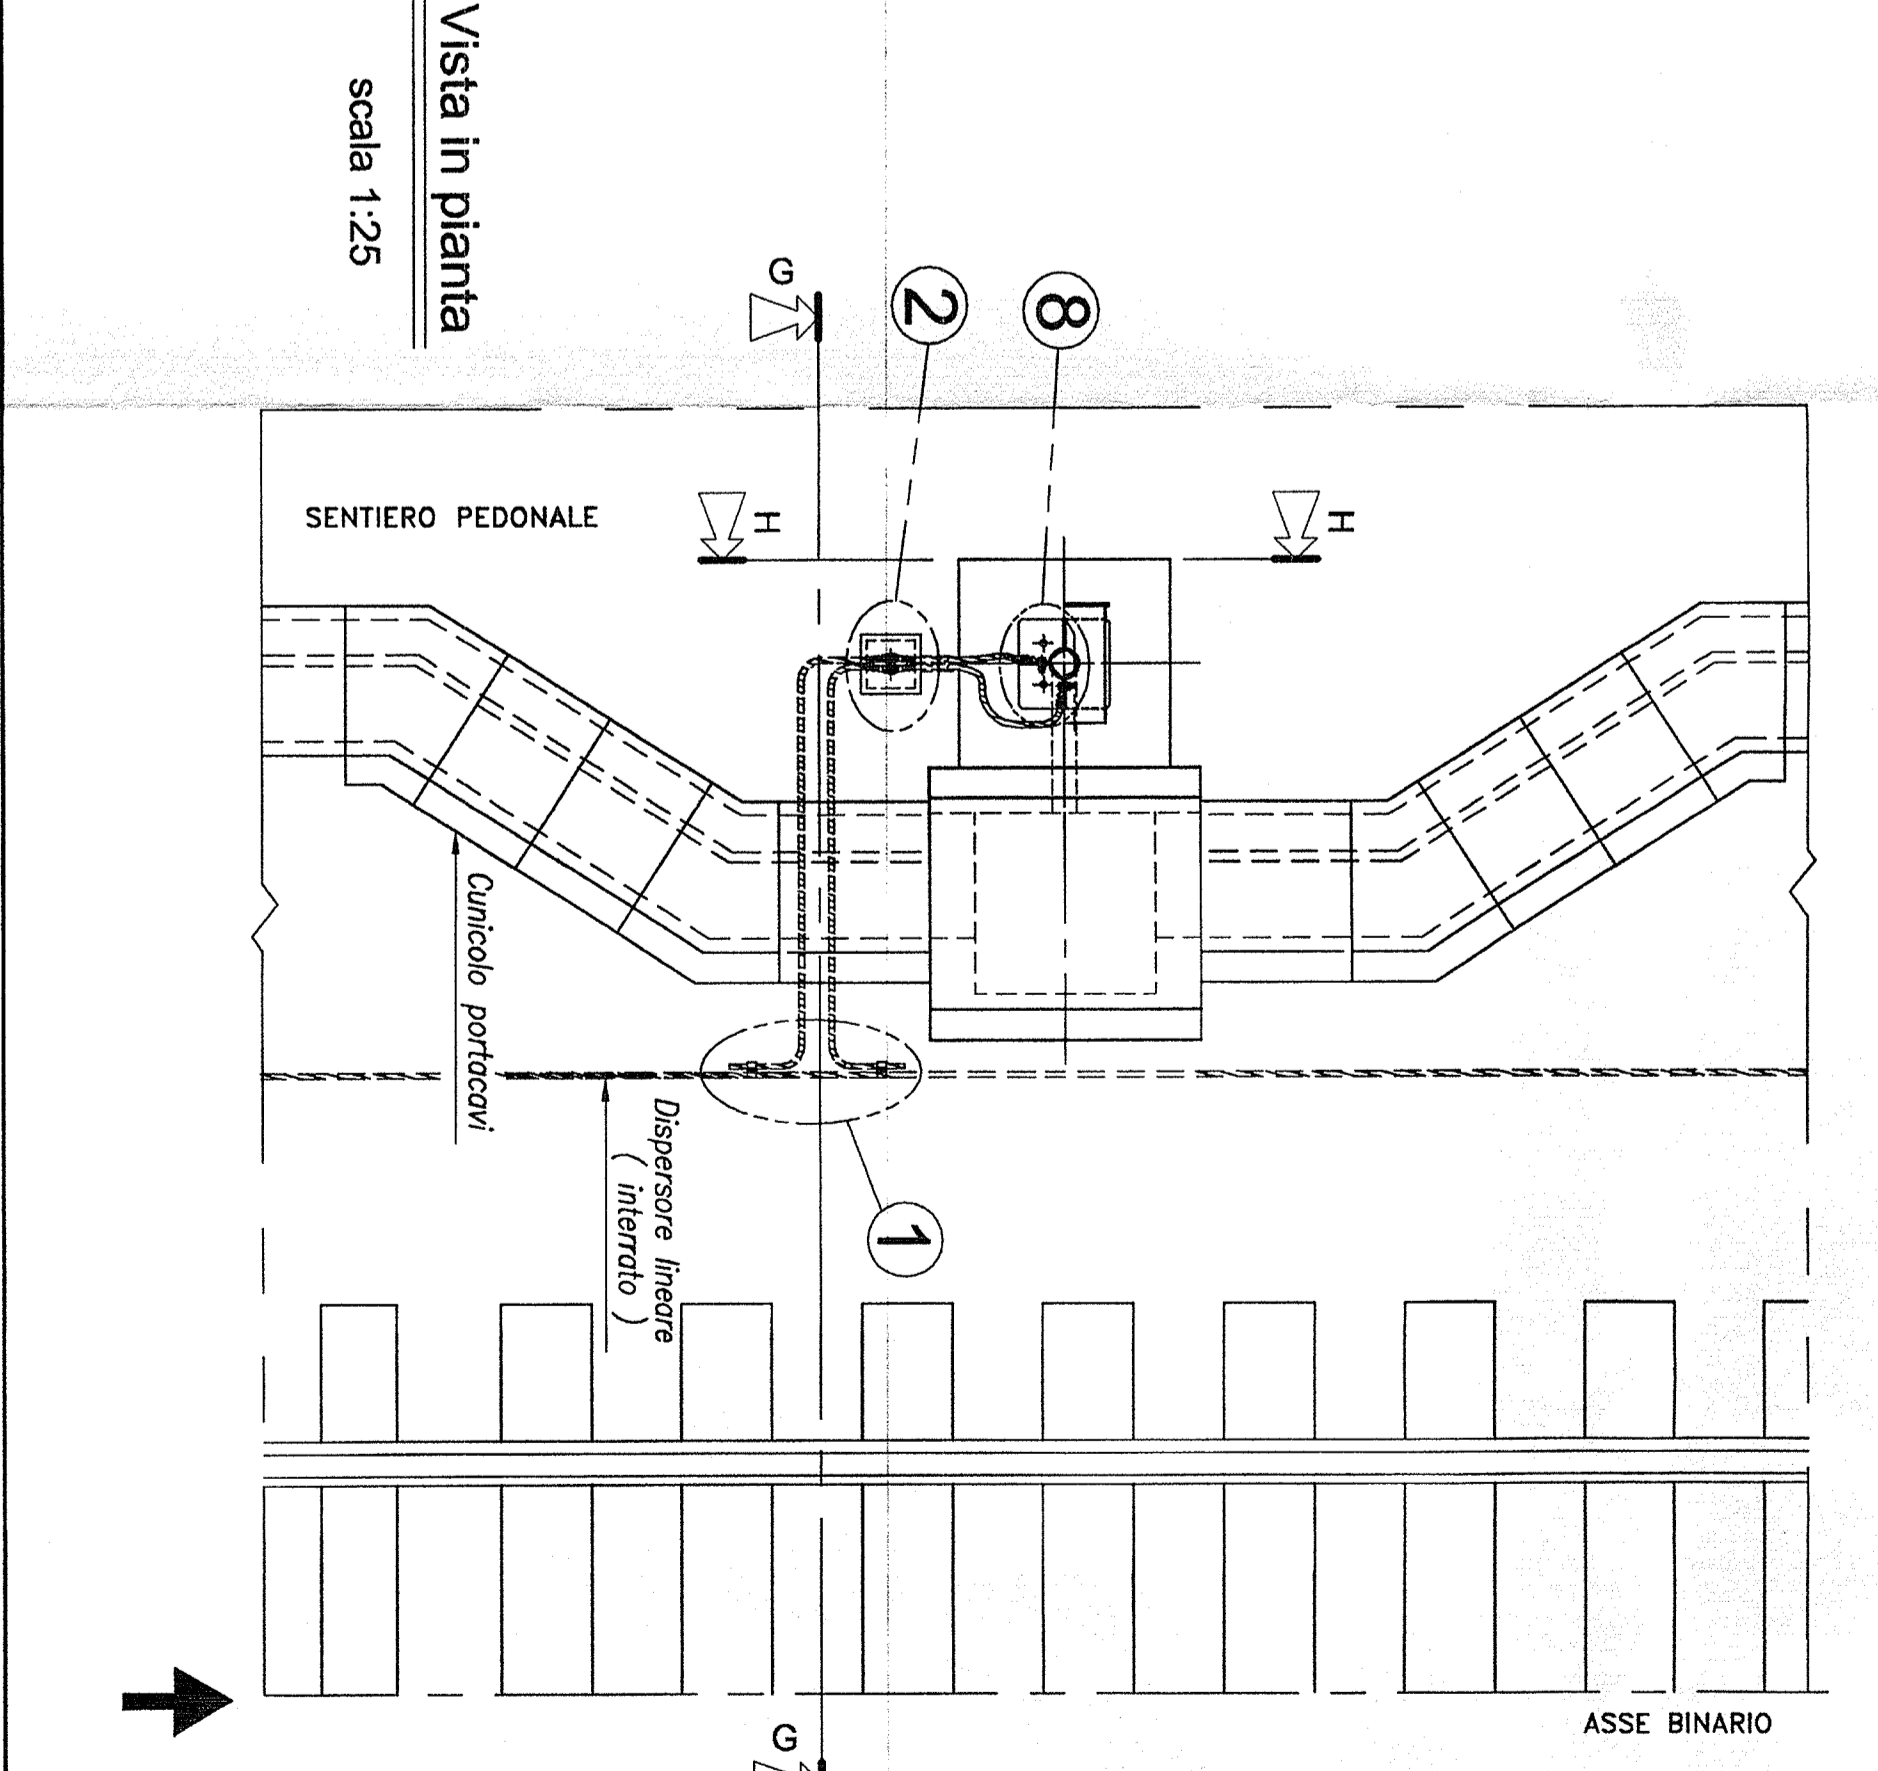 Vista in pianta
scala 1:25
G
2
8
SENTIERO PEDONALE
H
H
Cunicolo portacavi
Dispersore lineare
( interrato )
1
ASSE BINARIO
G